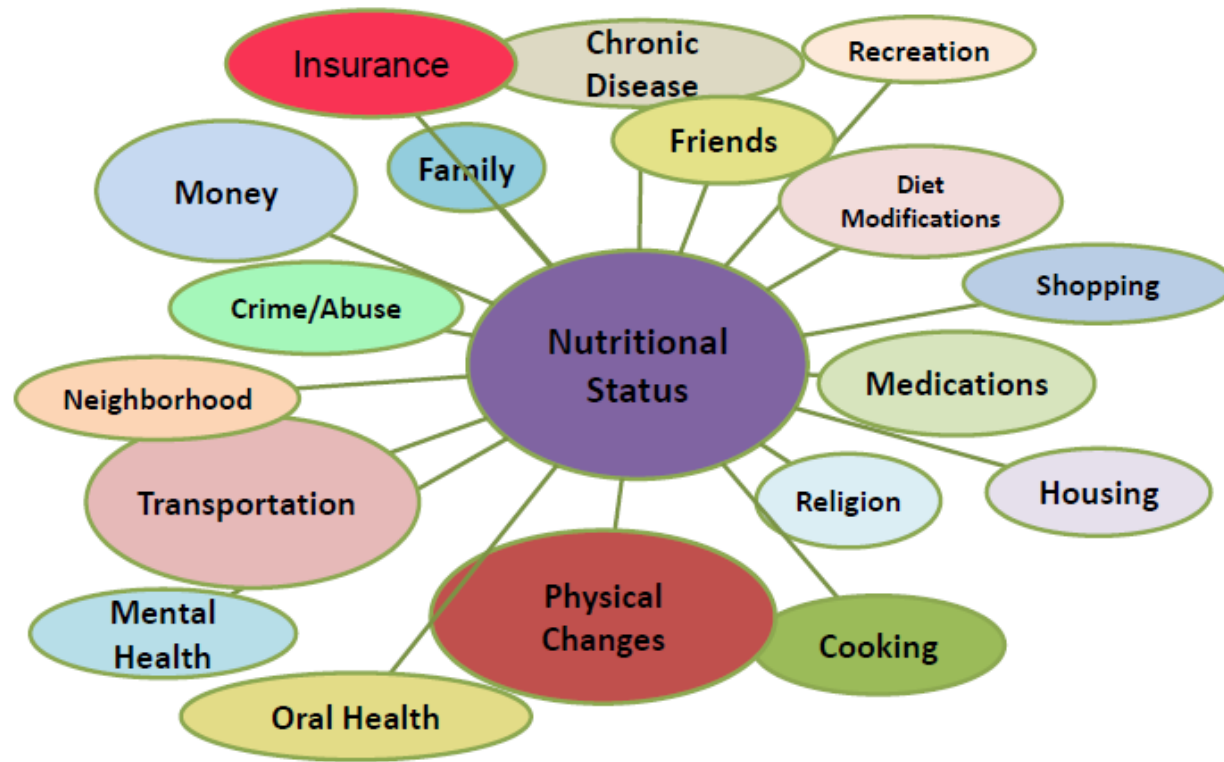 Insurance
Chronic
Disease
Recreation
Family
Friends
Money
Diet
Modifications
Crime/Abuse
Shopping
Nutritional
Status
Neighborhood
Medications
Transportation
Religion
Housing
Mental
Health
Physical
Changes
Cooking
Oral Health